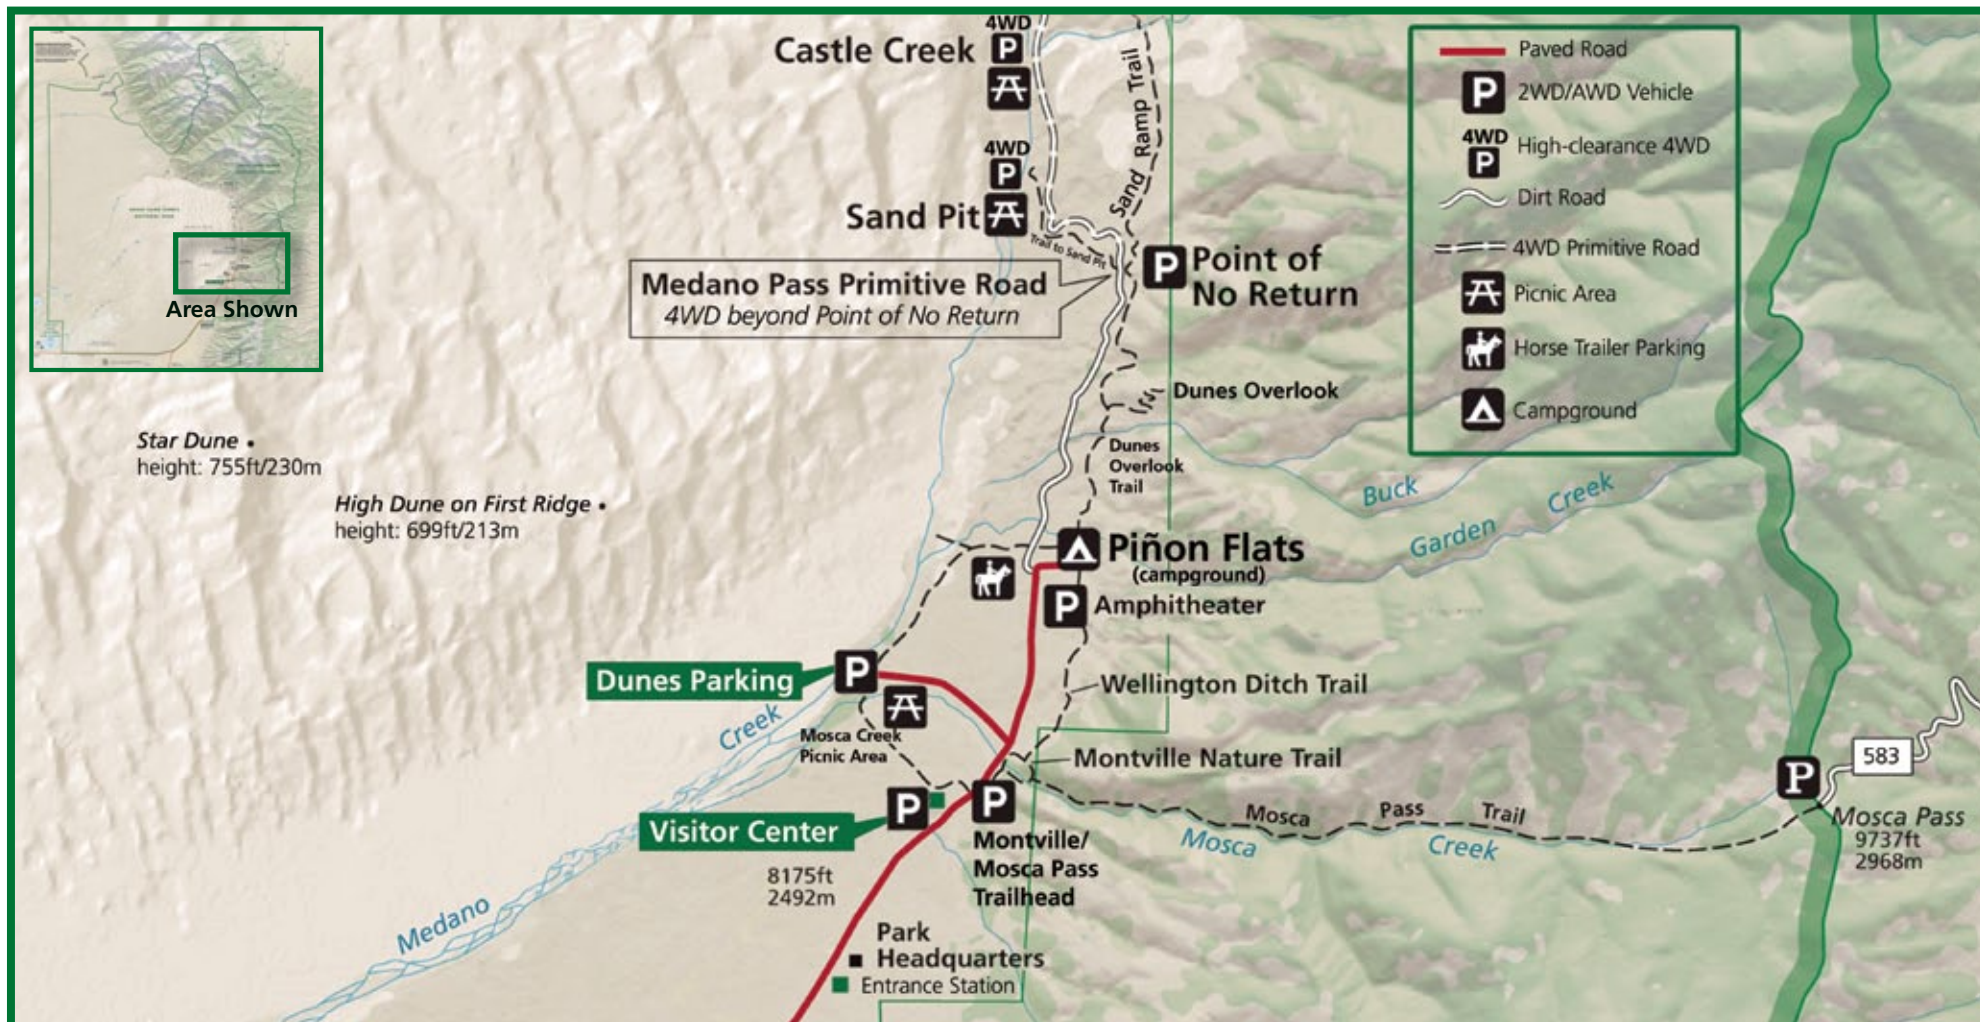 Area Shown
4WD
P
Castle Creek
4WD
P
Sand Pit
Sand Ramp Trail
Trail to Sand Pit
P
Point of
No Return
Medano Pass Primitive Road
4WD beyond Point of No Return
Paved Road
P
2WD/AWD Vehicle
4WD
P
High-clearance 4WD
Dirt Road
4WD Primitive Road
Picnic Area
Horse Trailer Parking
Campground
Dunes Overlook
Star Dune •
height: 755ft/230m
High Dune on First Ridge •
height: 699ft/213m
Dunes
Overlook
Trail
Buck
Creek
Garden
Piñon Flats
(campground)
P
Amphitheater
Dunes Parking
P
Wellington Ditch Trail
Creek
Mosca Creek
Picnic Area
Montville Nature Trail
583
P
Mosca Pass
9737ft
2968m
Mosca Pass Trail
Mosca Creek
Visitor Center
P
P
8175ft
2492m
Montville/
Mosca Pass
Trailhead
Medano
Park
Headquarters
Entrance Station